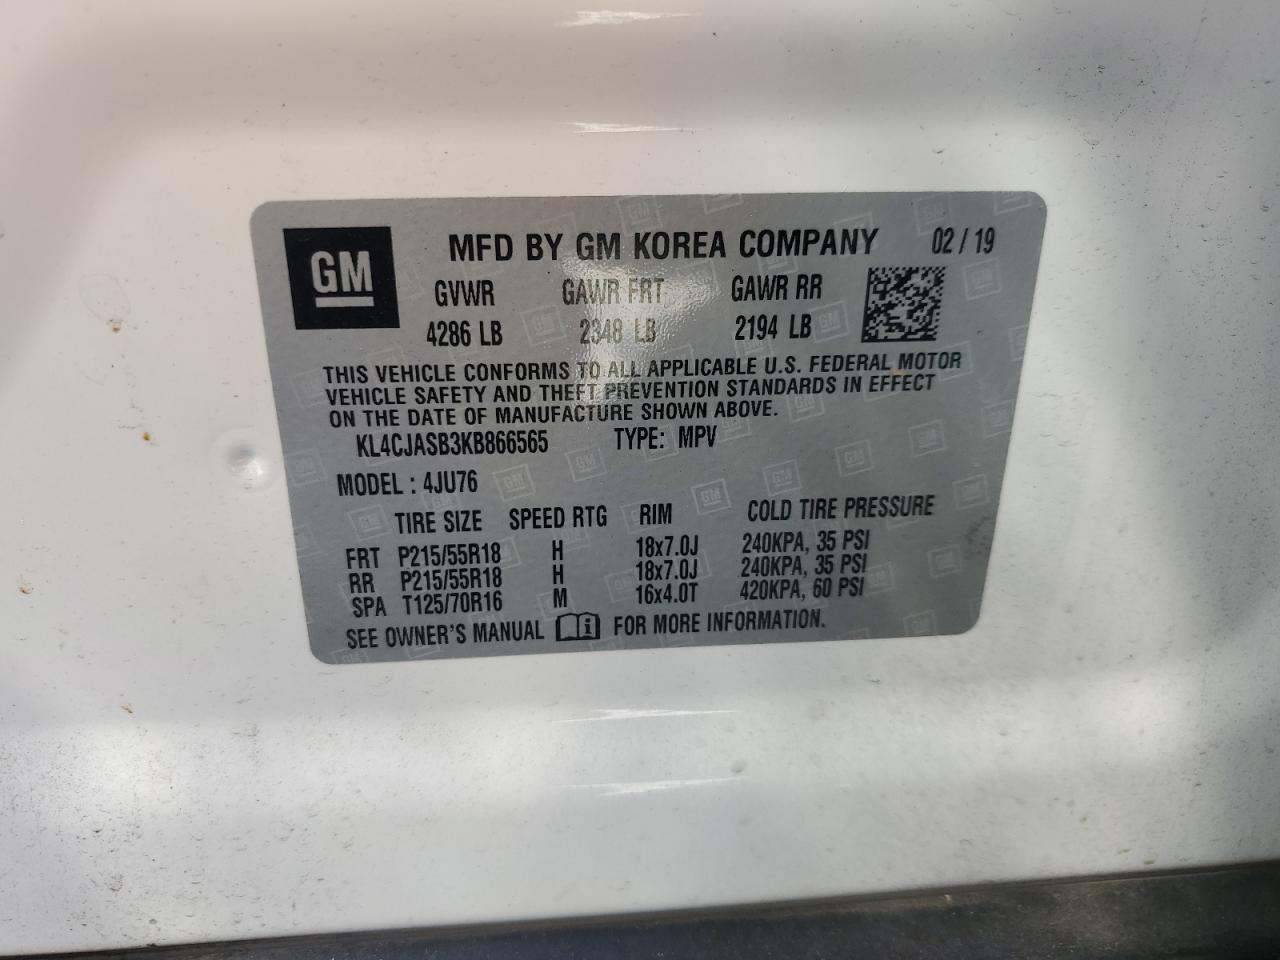 GM
MFD BY GM KOREA COMPANY 02 / 19
GVWR GAWR FRT GAWR RR
4286 LB 2348 LB 2194 LB
THIS VEHICLE CONFORMS TO ALL APPLICABLE U.S. FEDERAL MOTOR
VEHICLE SAFETY AND THEFT PREVENTION STANDARDS IN EFFECT
ON THE DATE OF MANUFACTURE SHOWN ABOVE.
KL4CJASB3KB866565 TYPE: MPV
MODEL : 4JU76
TIRE SIZE SPEED RTG RIM COLD TIRE PRESSURE
FRT P215/55R18 H 18x7.0J 240KPA, 35 PSI
RR P215/55R18 H 18x7.0J 240KPA, 35 PSI
SPA T125/70R16 M 16x4.0T 420KPA, 60 PSI
SEE OWNER'S MANUAL i FOR MORE INFORMATION.